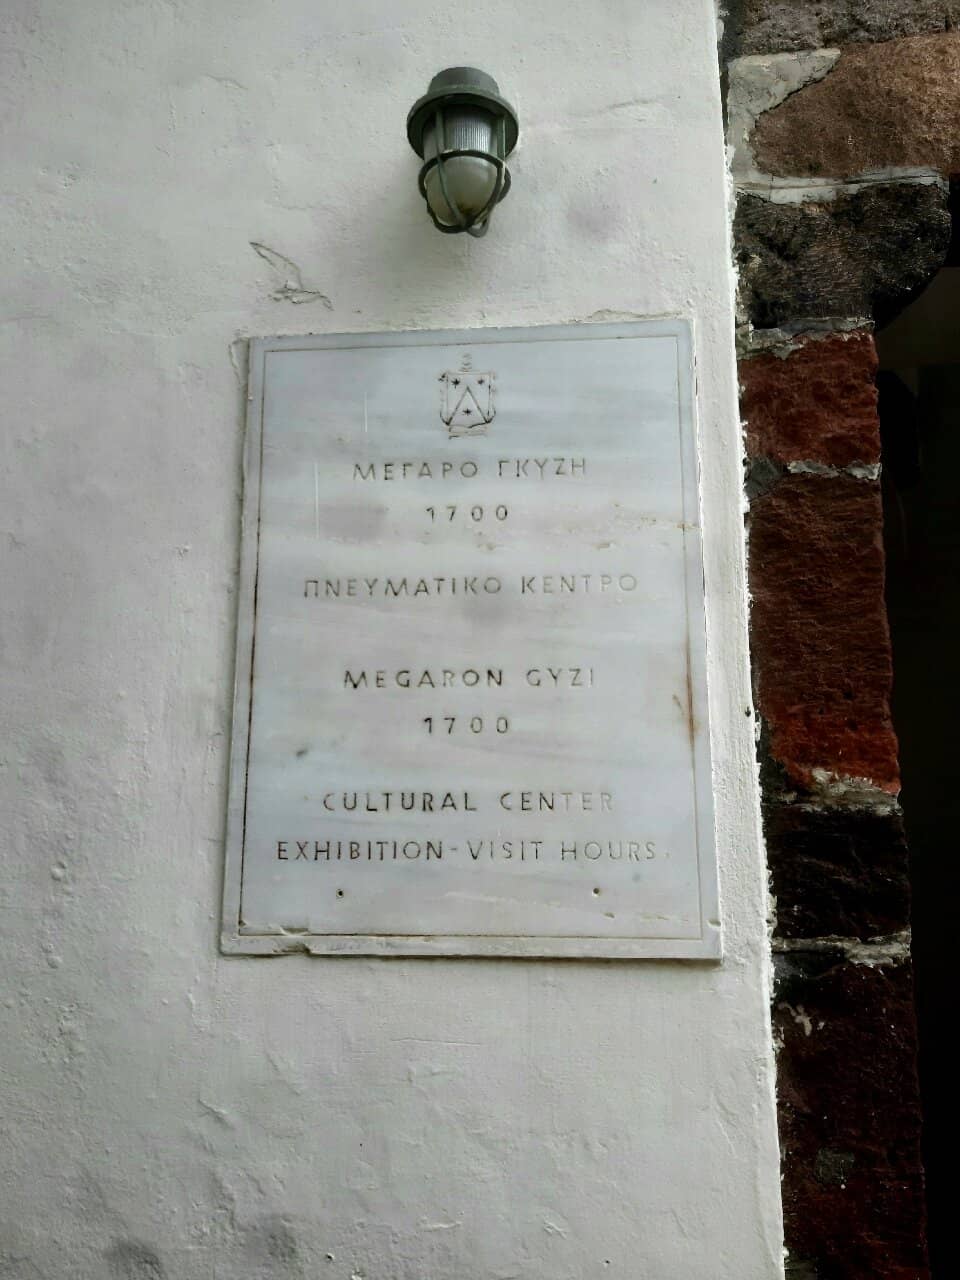 ΜΕΓΑΡΟ ΓΚΥΖΗ
1700
ΠΝΕΥΜΑΤΙΚΟ ΚΕΝΤΡΟ
MEGARON GYZI
1700
CULTURAL CENTER
EXHIBITION-VISIT HOURS